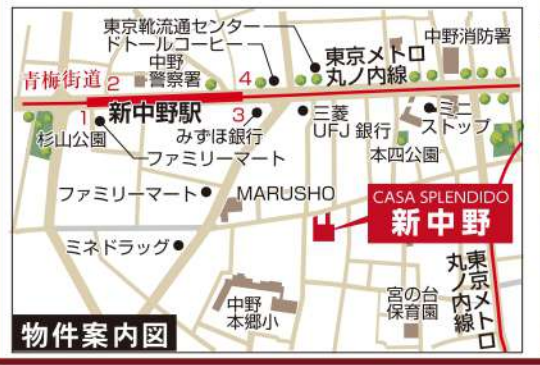 東京靴流通センター
ドトールコーヒー
中野
警察署
東京メトロ
丸ノ内線
中野消防署
青梅街道
2
4
新中野駅
1
3
杉山公園
みずほ銀行
ファミリーマート
三菱
UFJ 銀行
ミニ
ストップ
本四公園
ファミリーマート
MARUSHO
CASA SPLENDIDO
新中野
ミネドラッグ
中野
本郷小
宮の台
保育園
東京メトロ
丸ノ内線
物件案内図